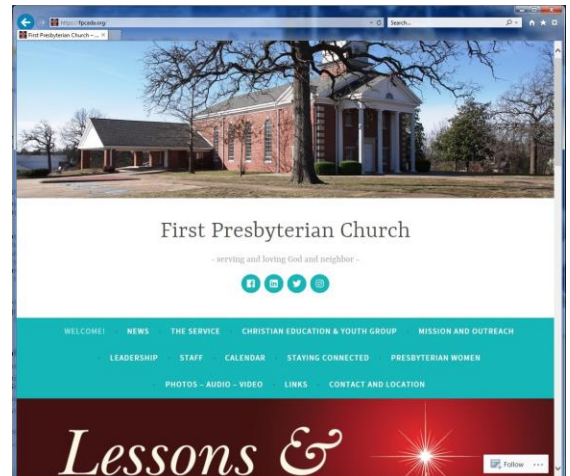 https://fpcada.org/
Search...
First Presbyterian Church – ...
First Presbyterian Church
- serving and loving God and neighbor -
WELCOME! NEWS THE SERVICE CHRISTIAN EDUCATION & YOUTH GROUP MISSION AND OUTREACH
LEADERSHIP STAFF CALENDAR STAYING CONNECTED PRESBYTERIAN WOMEN
PHOTOS – AUDIO – VIDEO LINKS CONTACT AND LOCATION
Lessons &
Follow